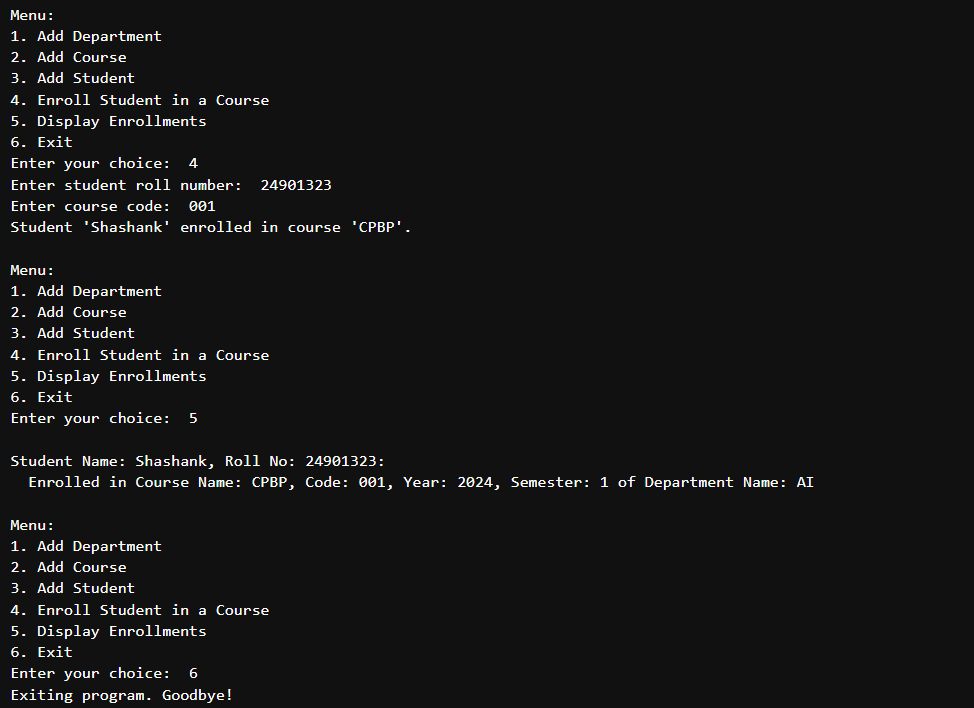 Menu:
1. Add Department
2. Add Course
3. Add Student
4. Enroll Student in a Course
5. Display Enrollments
6. Exit
Enter your choice:  4
Enter student roll number:  24901323
Enter course code:  001
Student 'Shashank' enrolled in course 'CPBP'.

Menu:
1. Add Department
2. Add Course
3. Add Student
4. Enroll Student in a Course
5. Display Enrollments
6. Exit
Enter your choice:  5

Student Name: Shashank, Roll No: 24901323:
  Enrolled in Course Name: CPBP, Code: 001, Year: 2024, Semester: 1 of Department Name: AI

Menu:
1. Add Department
2. Add Course
3. Add Student
4. Enroll Student in a Course
5. Display Enrollments
6. Exit
Enter your choice:  6
Exiting program. Goodbye!